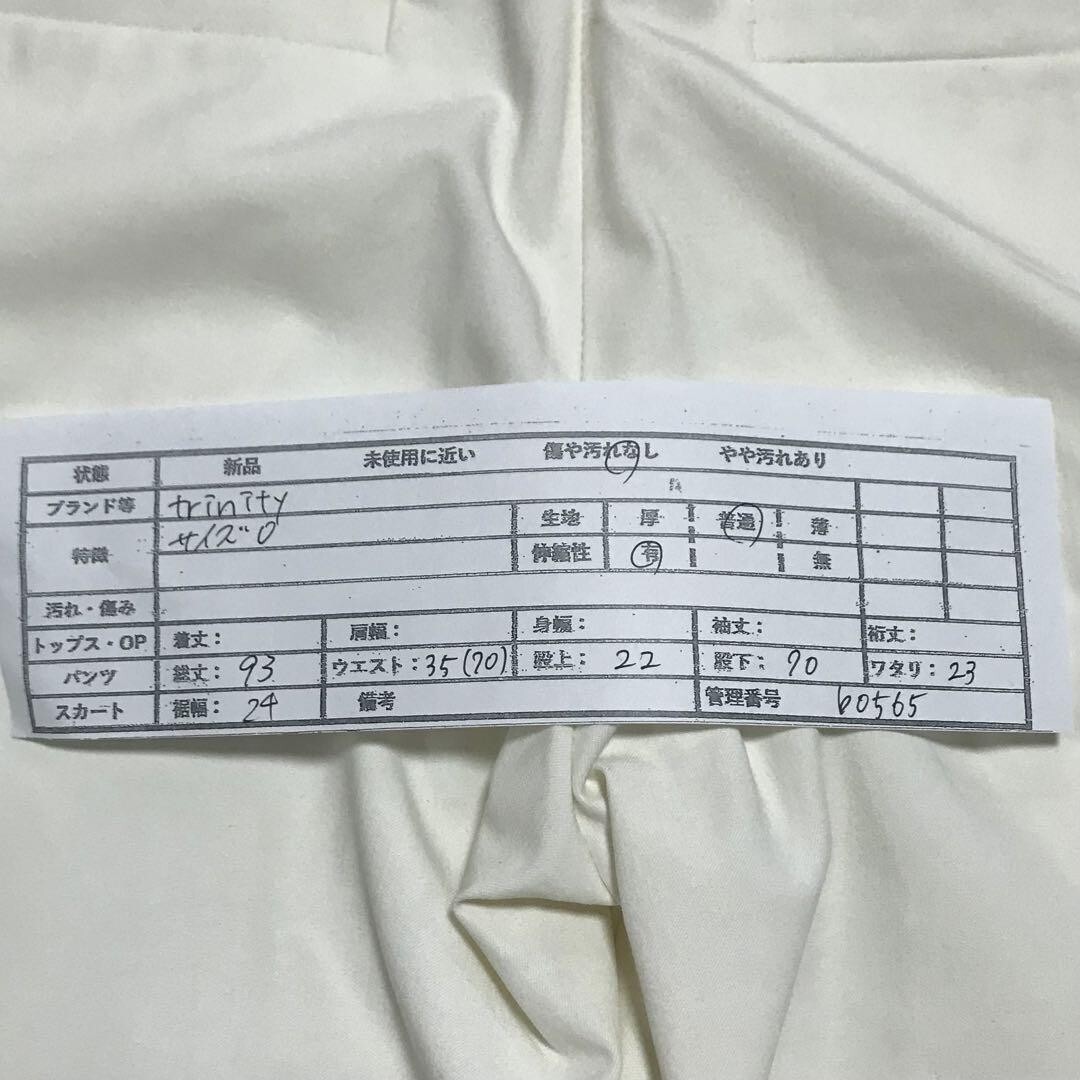 状態 新品 未使用に近い 傷や汚れなし やや汚れあり
ブランド等 trinity
特徴 サイズ0 生地 厚 普通 薄
伸縮性 有 無
汚れ・傷み
トップス・OP 着丈: 肩幅: 身幅: 袖丈: 裄丈:
パンツ 総丈: 93 ウエスト: 35(70) 股上: 22 股下: 70 ワタリ: 23
スカート 裾幅: 24 備考 管理番号 60565